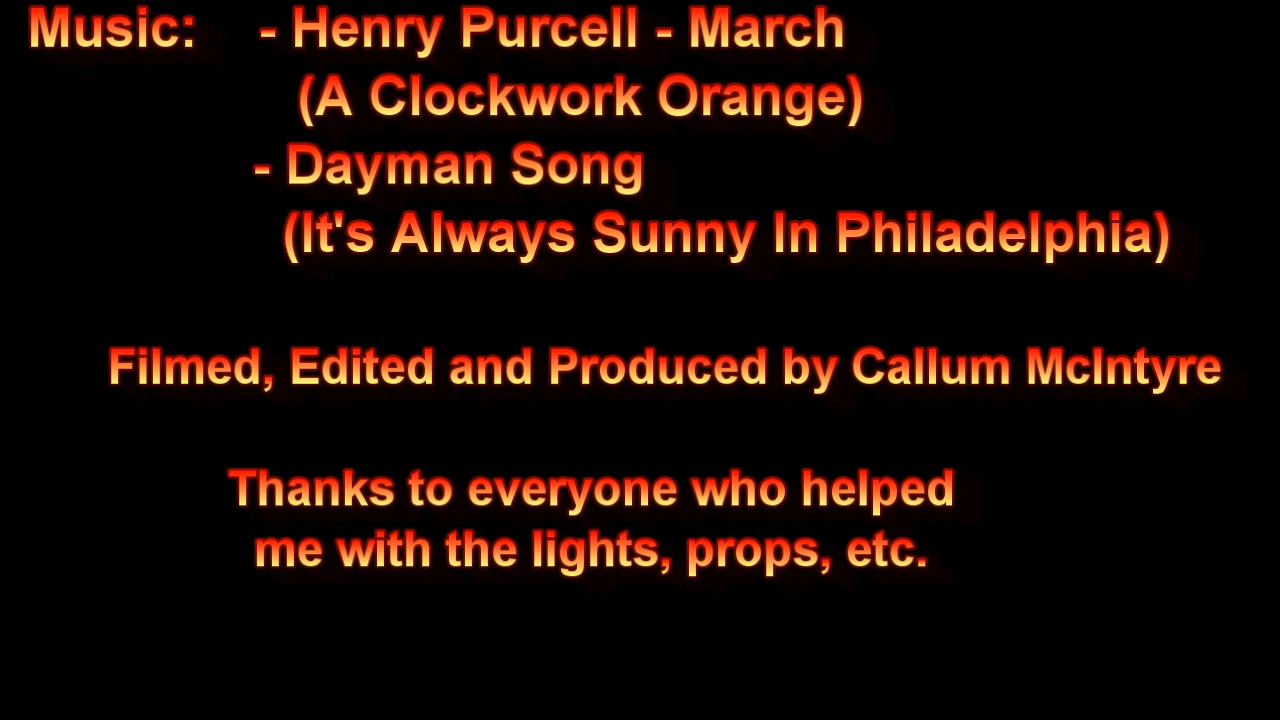 Music: - Henry Purcell - March
(A Clockwork Orange)
- Dayman Song
(It's Always Sunny In Philadelphia)
Filmed, Edited and Produced by Callum McIntyre
Thanks to everyone who helped
me with the lights, props, etc.